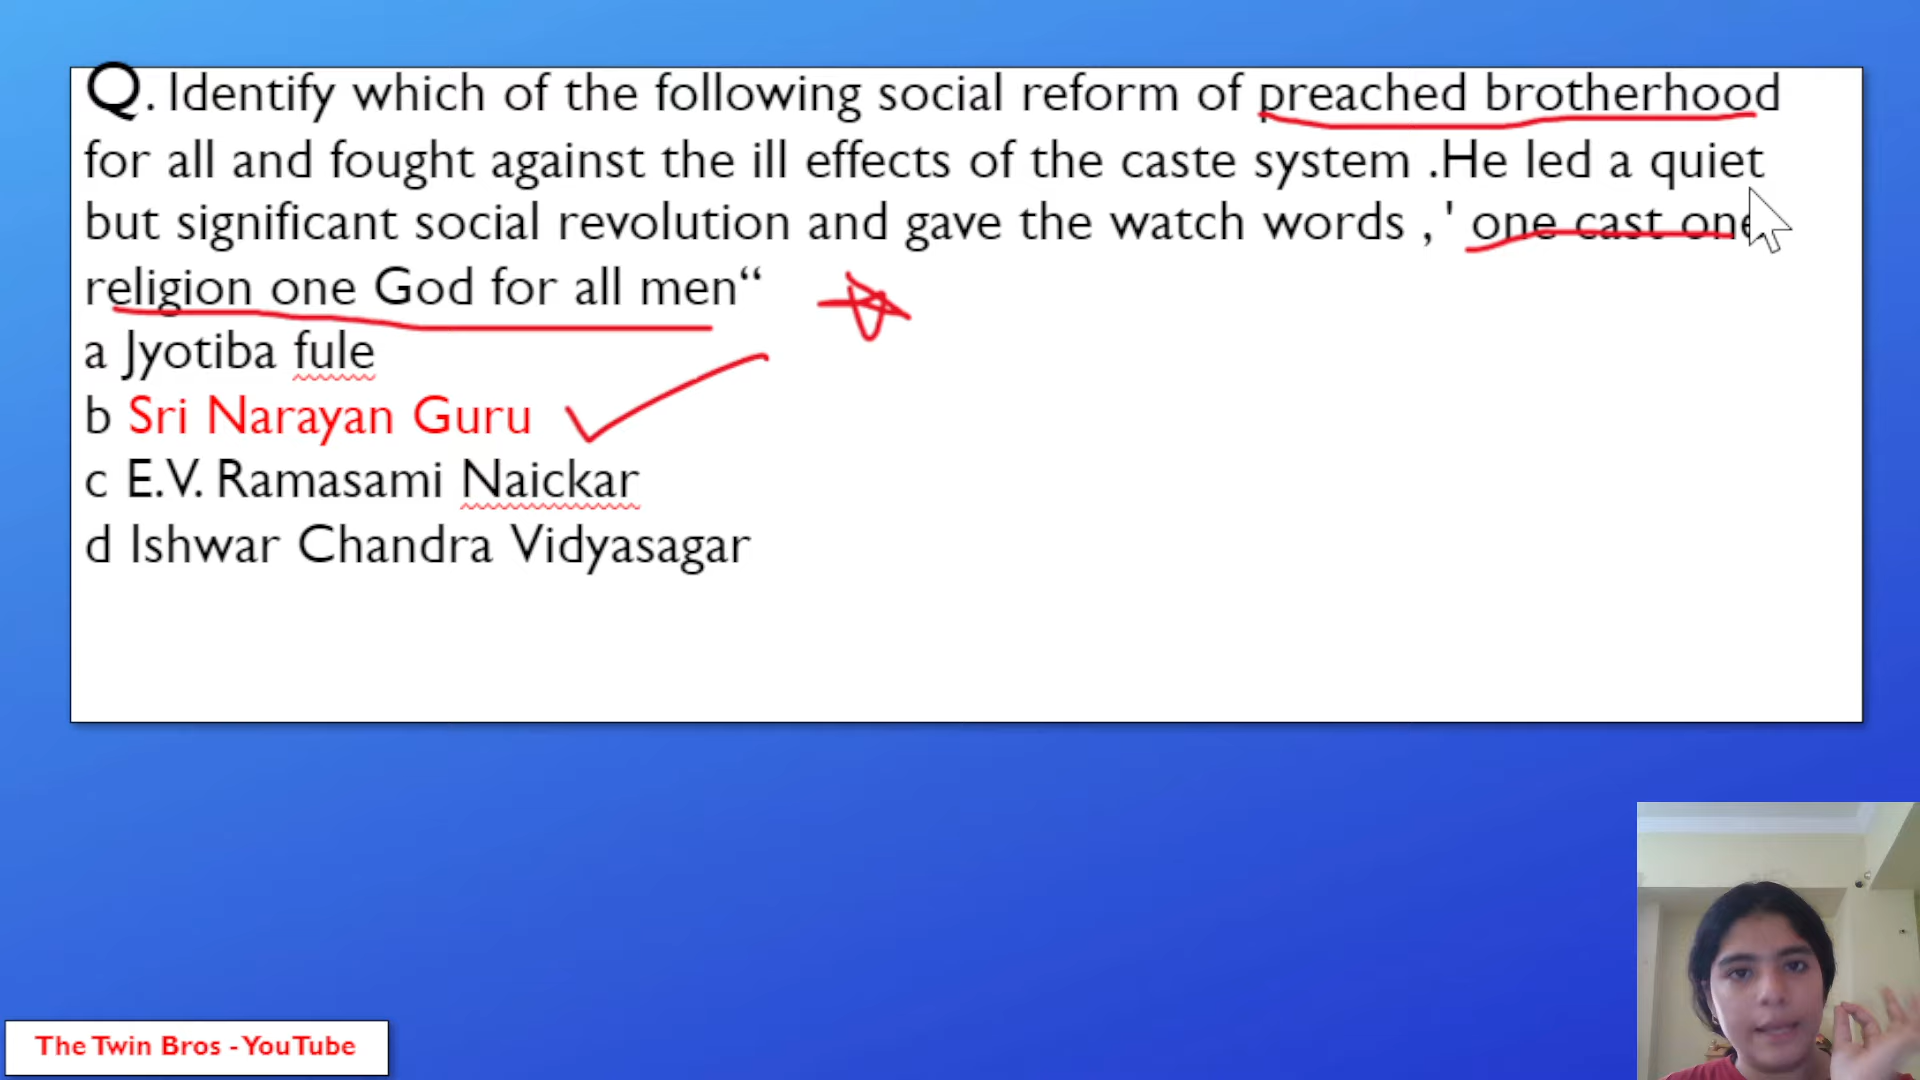 Q. Identify which of the following social reform of preached brotherhood
for all and fought against the ill effects of the caste system .He led a quiet
but significant social revolution and gave the watch words , ' one cast one
religion one God for all men“
a Jyotiba fule
b Sri Narayan Guru
c E.V. Ramasami Naickar
d Ishwar Chandra Vidyasagar
The Twin Bros - YouTube